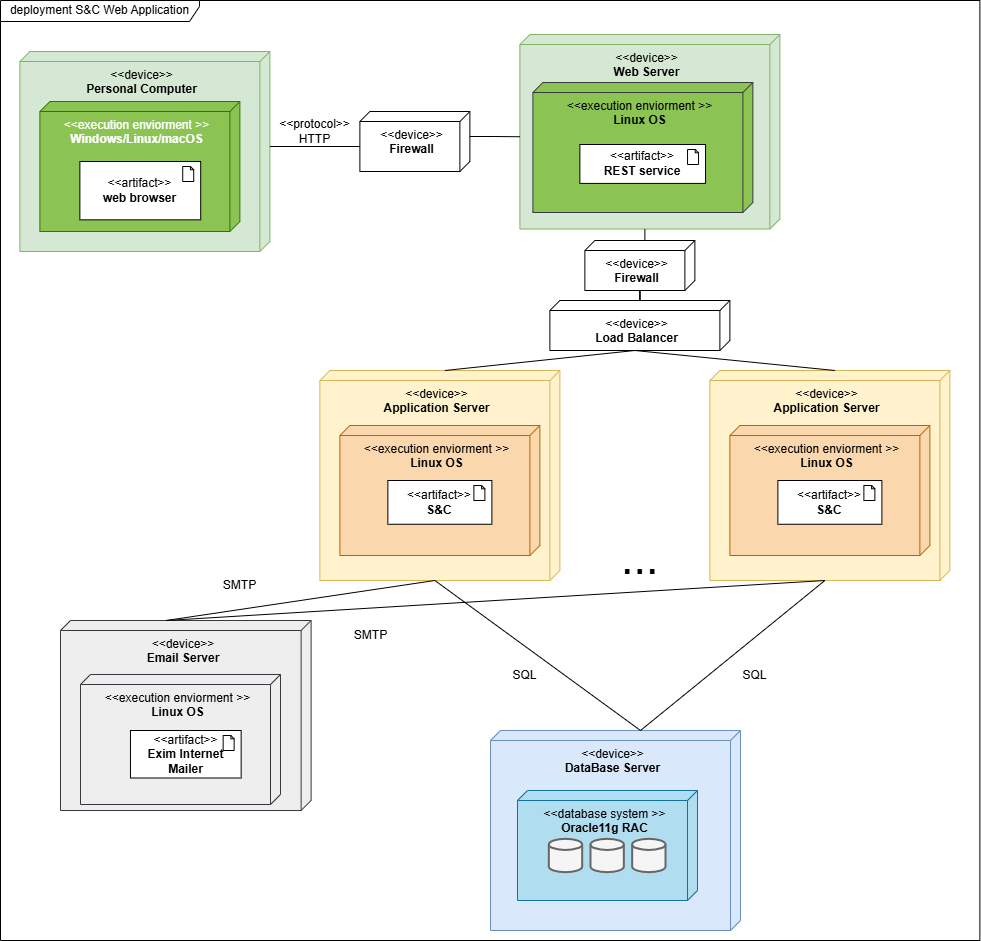 deployment S&C Web Application
<<device>>
Personal Computer
<<execution enviorment >>
Windows/Linux/macOS
<<artifact>>
web browser
<<protocol>>
HTTP
<<device>>
Firewall
<<device>>
Web Server
<<execution enviorment >>
Linux OS
<<artifact>>
REST service
<<device>>
Firewall
<<device>>
Load Balancer
<<device>>
Application Server
<<execution enviorment >>
Linux OS
<<artifact>>
S&C
...
<<device>>
Application Server
<<execution enviorment >>
Linux OS
<<artifact>>
S&C
SMTP
SMTP
SQL
SQL
<<device>>
Email Server
<<execution enviorment >>
Linux OS
<<artifact>>
Exim Internet
Mailer
<<device>>
DataBase Server
<<database system >>
Oracle11g RAC